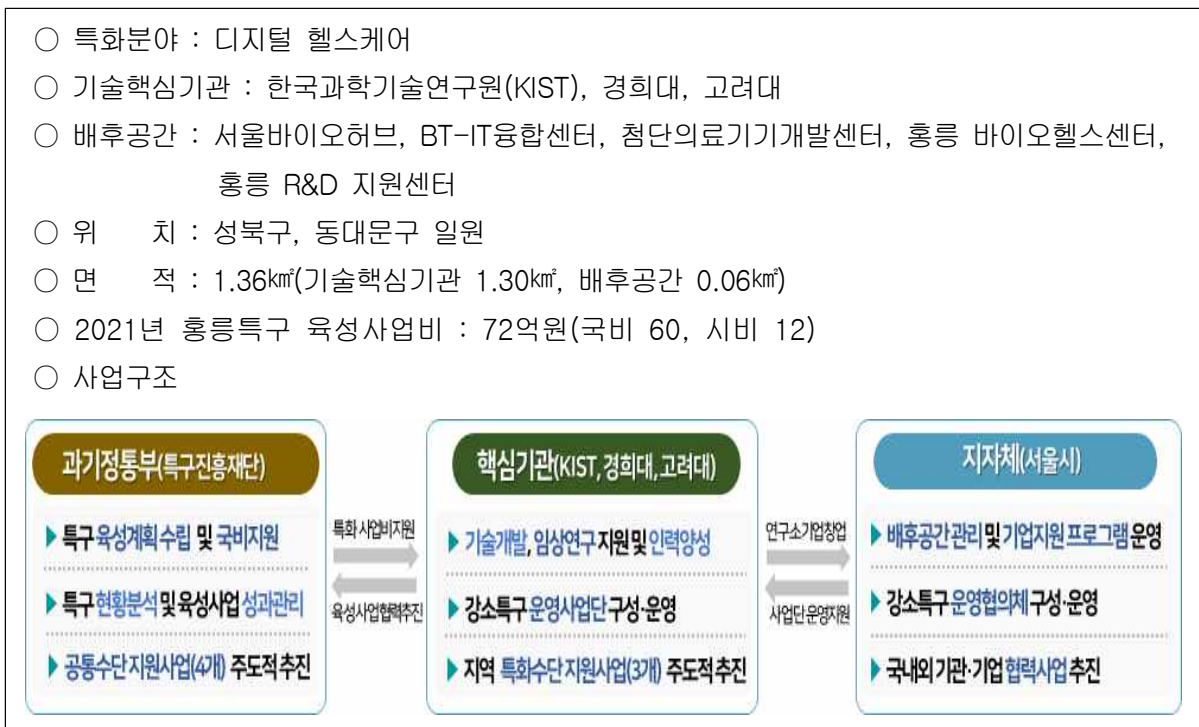 ○ 특화분야 : 디지털 헬스케어
○ 기술핵심기관 : 한국과학기술연구원(KIST), 경희대, 고려대
○ 배후공간 : 서울바이오허브, BT-IT융합센터, 첨단의료기기개발센터, 홍릉 바이오헬스센터,
홍릉 R&D 지원센터
○ 위 치 : 성북구, 동대문구 일원
○ 면 적 : 1.36㎢(기술핵심기관 1.30㎢, 배후공간 0.06㎢)
○ 2021년 홍릉특구 육성사업비 : 72억원(국비 60, 시비 12)
○ 사업구조
과기정통부(특구진흥재단)
▶ 특구 육성계획 수립 및 국비지원
▶ 특구 현황분석 및 육성사업 성과관리
▶ 공통수단 지원사업(4개) 주도적 추진
특화 사업비지원
육성사업협력추진
핵심기관(KIST, 경희대, 고려대)
▶ 기술개발, 임상연구 지원 및 인력양성
▶ 강소특구 운영사업단 구성·운영
▶ 지역 특화수단 지원사업(3개) 주도적 추진
연구소기업창업
사업단 운영지원
지자체(서울시)
▶ 배후공간 관리 및 기업지원 프로그램 운영
▶ 강소특구 운영협의체 구성·운영
▶ 국내외 기관·기업 협력사업 추진